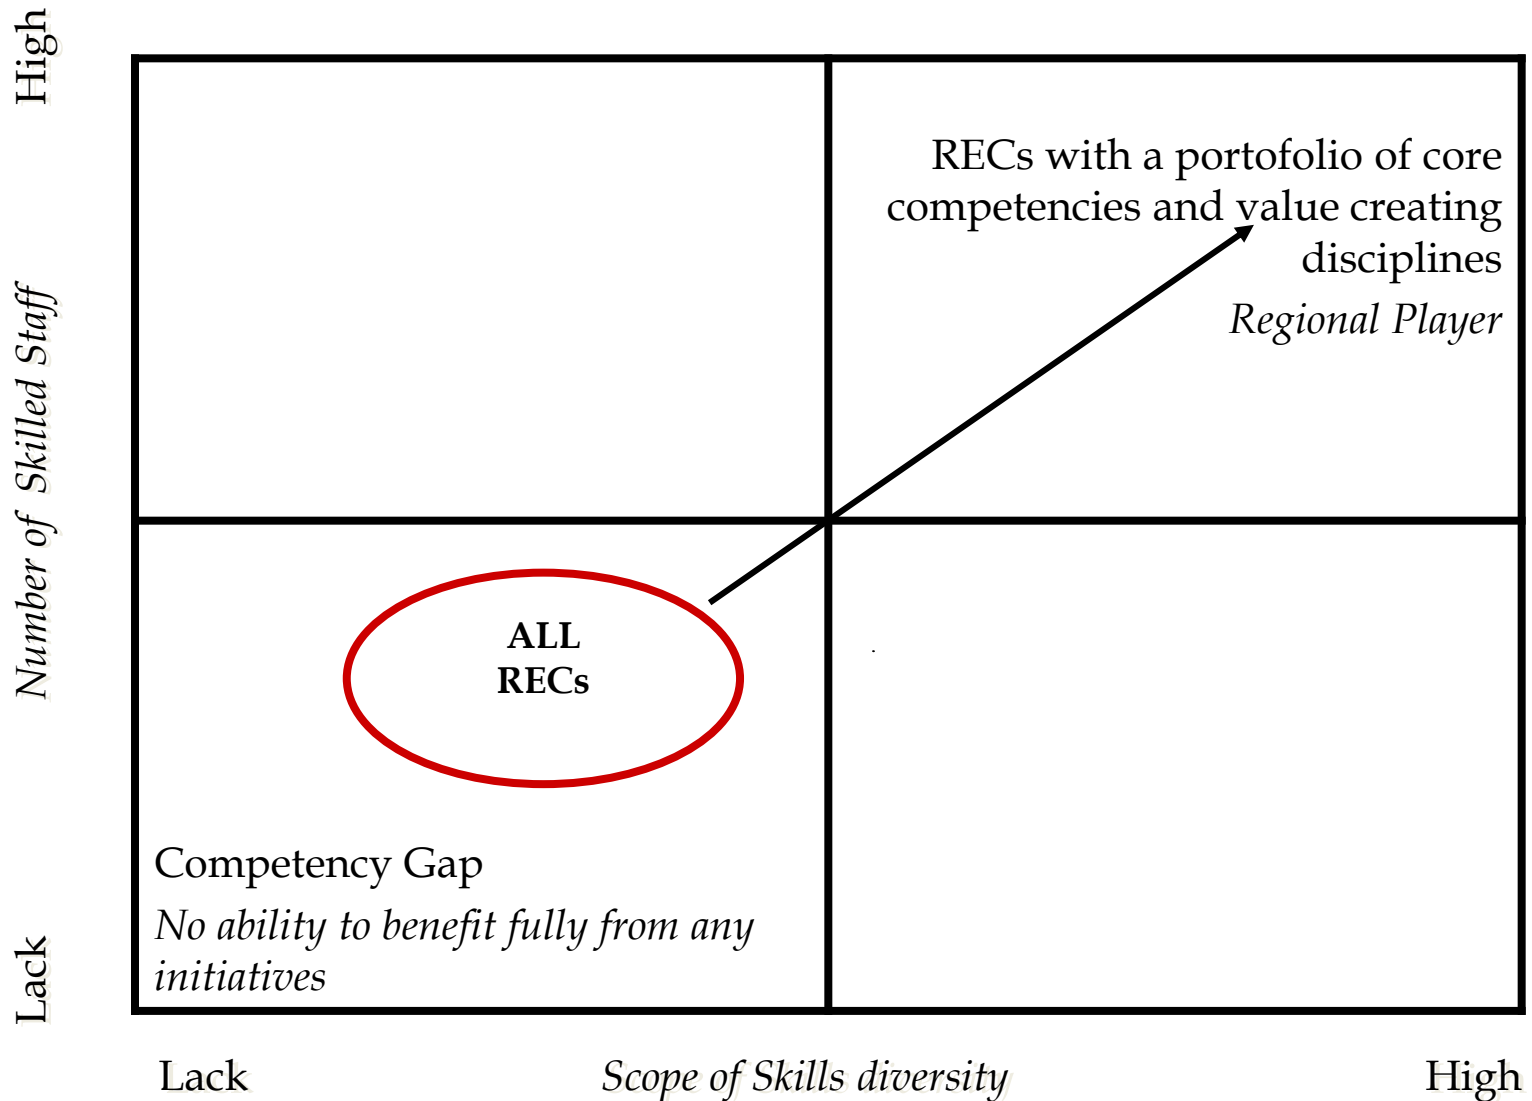 High
RECs with a portofolio of core
competencies and value creating
disciplines
Regional Player
Number of Skilled Staff
ALL
RECs
Competency Gap
No ability to benefit fully from any
initiatives
Lack
Lack
Scope of Skills diversity
High